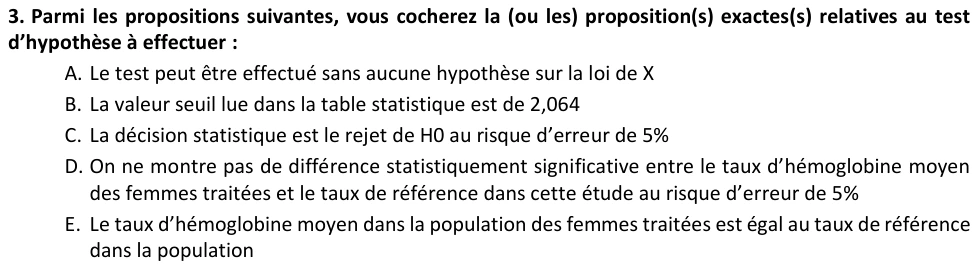 3. Parmi les propositions suivantes, vous cocherez la (ou les) proposition(s) exactes(s) relatives au test
d’hypothèse à effectuer :
A. Le test peut être effectué sans aucune hypothèse sur la loi de X
B. La valeur seuil lue dans la table statistique est de 2,064
C. La décision statistique est le rejet de H0 au risque d’erreur de 5%
D. On ne montre pas de différence statistiquement significative entre le taux d’hémoglobine moyen
des femmes traitées et le taux de référence dans cette étude au risque d’erreur de 5%
E. Le taux d’hémoglobine moyen dans la population des femmes traitées est égal au taux de référence
dans la population